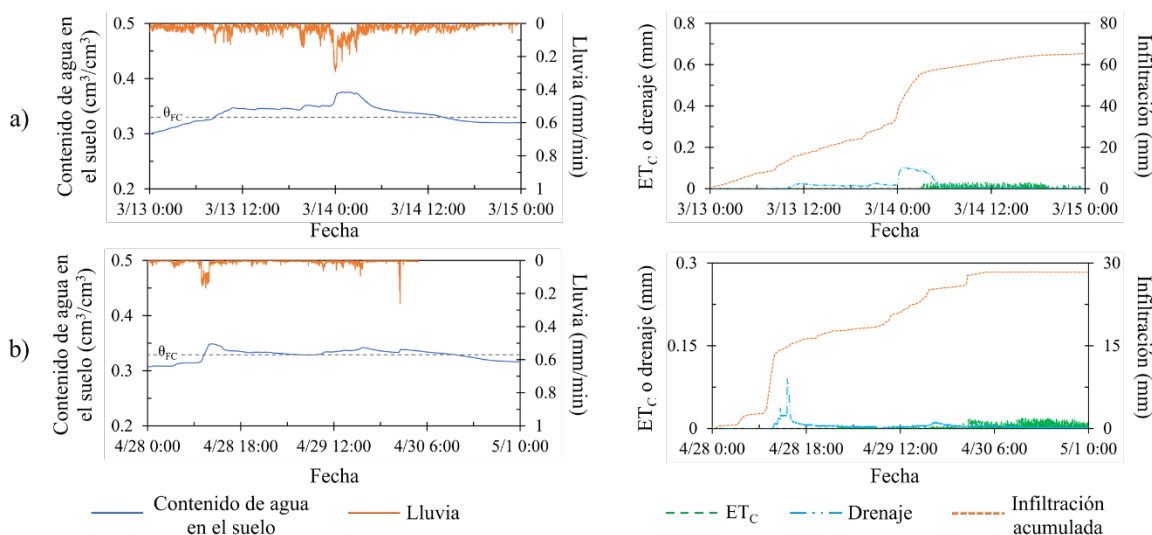 a)
Contenido de agua en
el suelo (cm³/cm³)
0.5
0.4
0.3
0.2
θFC
0
0.2
0.4
0.6
0.8
1
Lluvia (mm/min)
3/13 0:00 3/13 12:00 3/14 0:00 3/14 12:00 3/15 0:00
Fecha
ETC o drenaje (mm)
0.8
0.6
0.4
0.2
0
80
60
40
20
0
Infiltración
(mm)
3/13 0:00 3/13 12:00 3/14 0:00 3/14 12:00 3/15 0:00
Fecha
b)
Contenido de agua en
el suelo (cm³/cm³)
0.5
0.4
0.3
0.2
θFC
0
0.2
0.4
0.6
0.8
1
Lluvia (mm/min)
4/28 0:00 4/28 18:00 4/29 12:00 4/30 6:00 5/1 0:00
Fecha
ETC o drenaje (mm)
0.3
0.15
0
30
15
0
Infiltración
(mm)
4/28 0:00 4/28 18:00 4/29 12:00 4/30 6:00 5/1 0:00
Fecha
Contenido de agua
en el suelo
Lluvia
ETC
Drenaje
Infiltración
acumulada